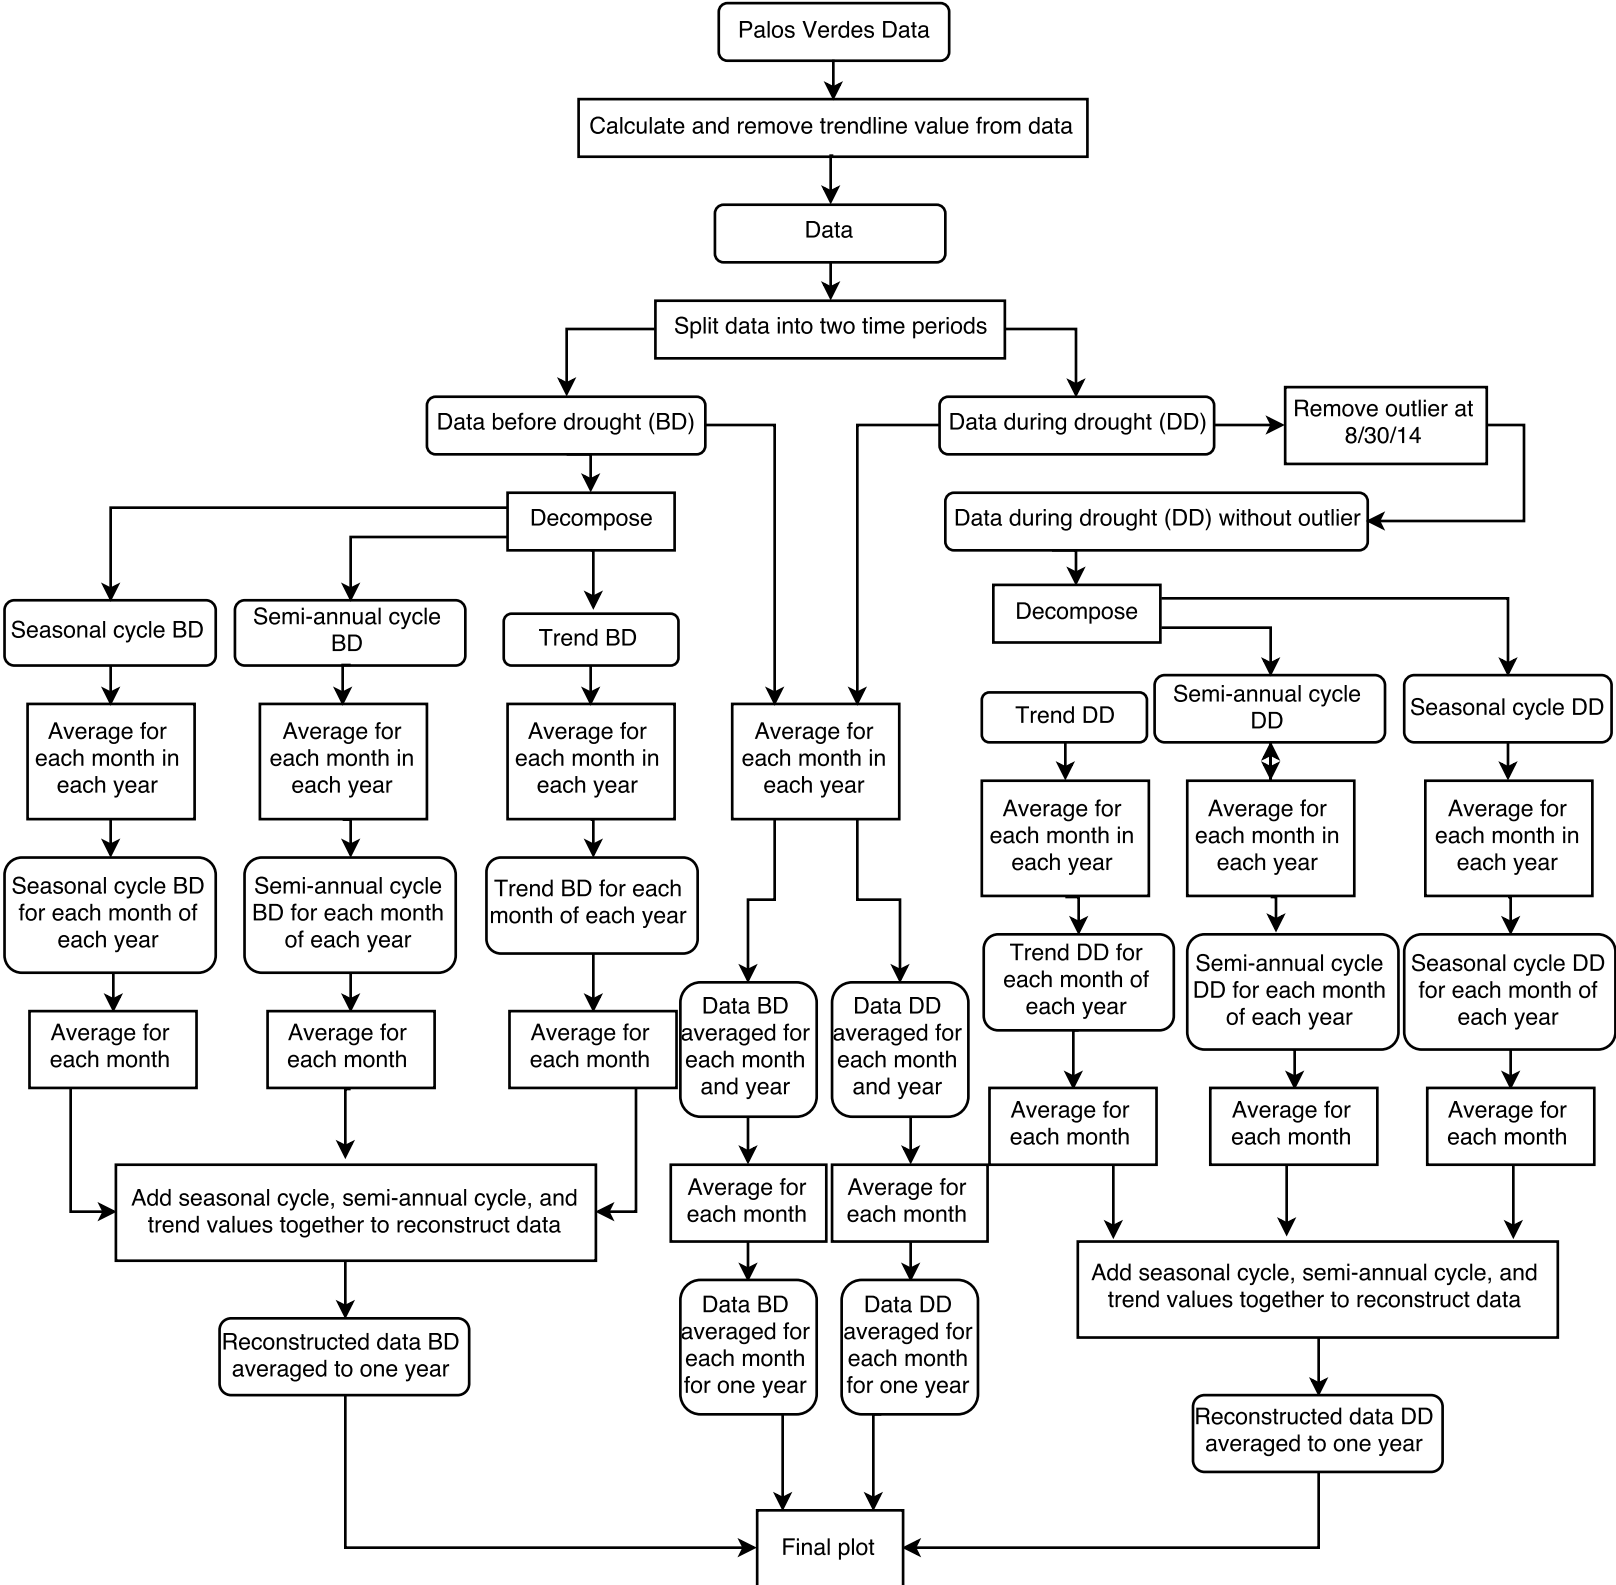 Palos Verdes Data
Calculate and remove trendline value from data
Data
Split data into two time periods
Data before drought (BD)
Data during drought (DD)
Remove outlier at
8/30/14
Decompose
Data during drought (DD) without outlier
Seasonal cycle BD
Semi-annual cycle
BD
Trend BD
Decompose
Average for
each month in
each year
Average for
each month in
each year
Average for
each month in
each year
Average for
each month in
each year
Trend DD
Semi-annual cycle
DD
Seasonal cycle DD
Average for
each month in
each year
Average for
each month in
each year
Average for
each month in
each year
Seasonal cycle BD
for each month of
each year
Semi-annual cycle
BD for each month
of each year
Trend BD for each
month of each year
Trend DD for
each month of
each year
Semi-annual cycle
DD for each month
of each year
Seasonal cycle DD
for each month of
each year
Average for
each month
Average for
each month
Average for
each month
Data BD
averaged for
each month
and year
Data DD
averaged for
each month
and year
Average for
each month
Average for
each month
Average for
each month
Add seasonal cycle, semi-annual cycle, and
trend values together to reconstruct data
Average for
each month
Average for
each month
Add seasonal cycle, semi-annual cycle, and
trend values together to reconstruct data
Reconstructed data BD
averaged to one year
Data BD
averaged for
each month
for one year
Data DD
averaged for
each month
for one year
Reconstructed data DD
averaged to one year
Final plot